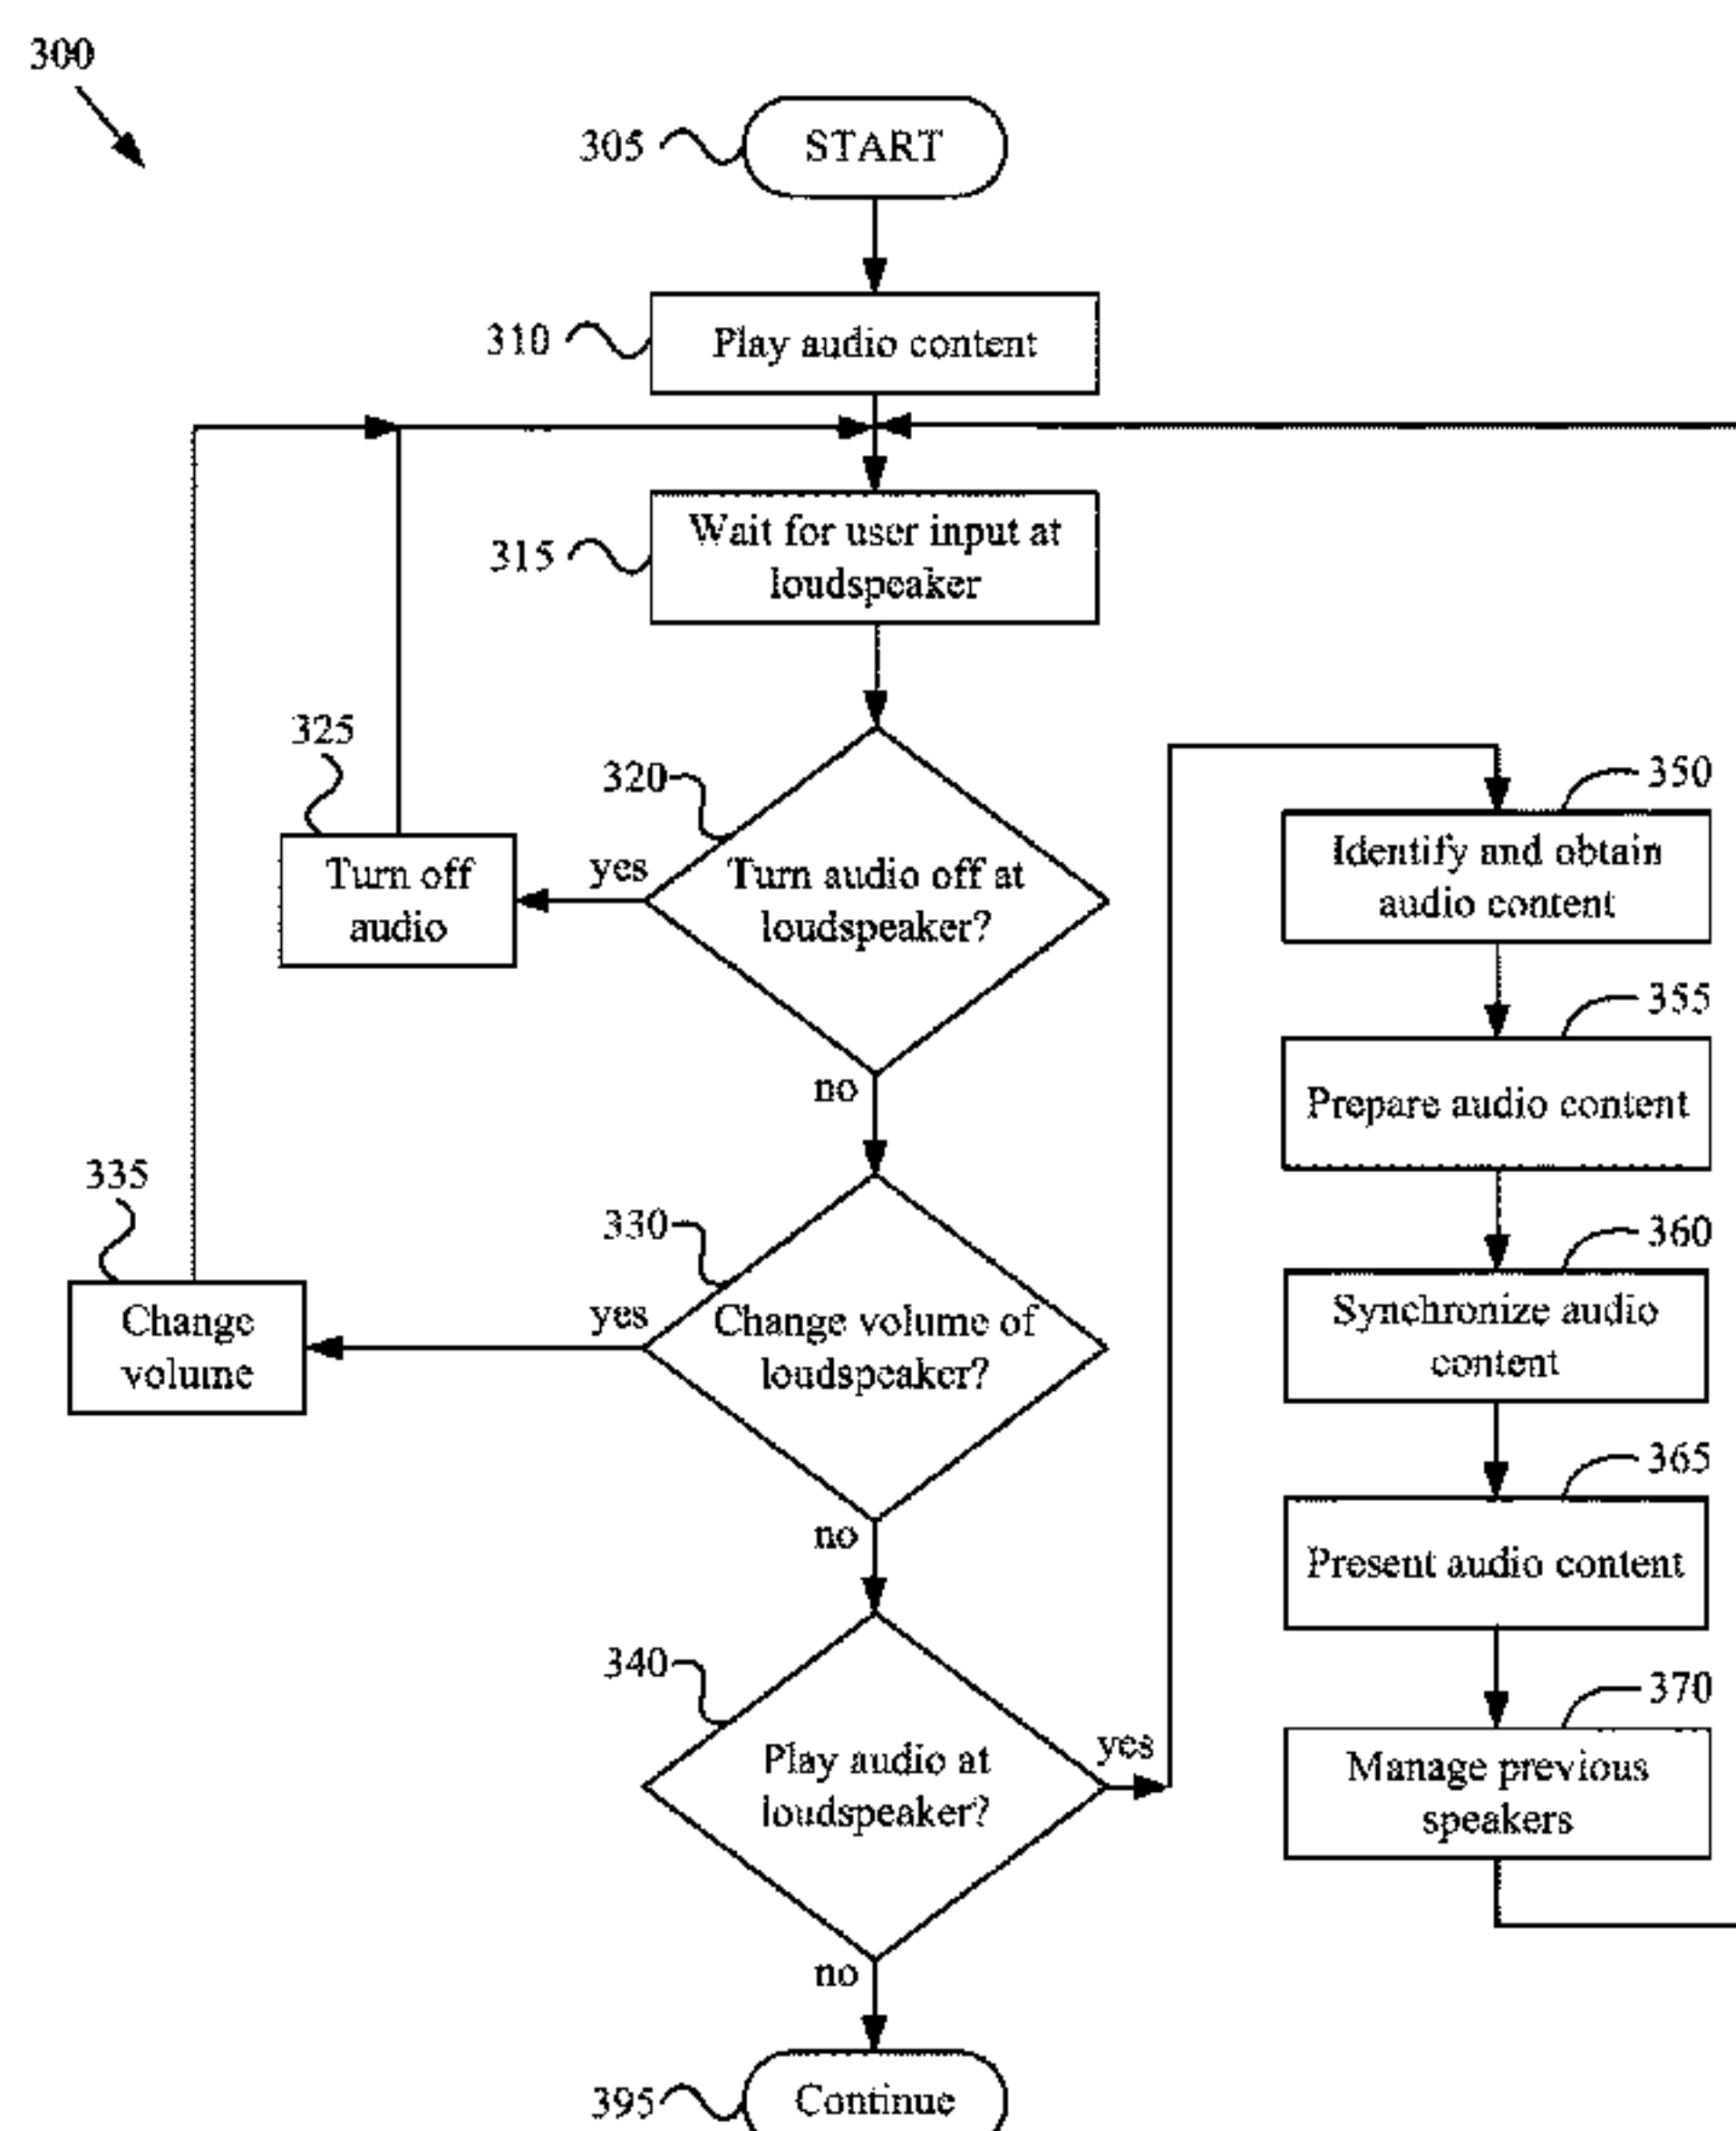 300
305
START
310
Play audio content
315
Wait for user input at
loudspeaker
325
Turn off
audio
320
yes
Turn audio off at
loudspeaker?
no
335
Change
volume
330
yes
Change volume of
loudspeaker?
no
340
Play audio at
loudspeaker?
yes
no
395
Continue
350
Identify and obtain
audio content
355
Prepare audio content
360
Synchronize audio
content
365
Present audio content
370
Manage previous
speakers